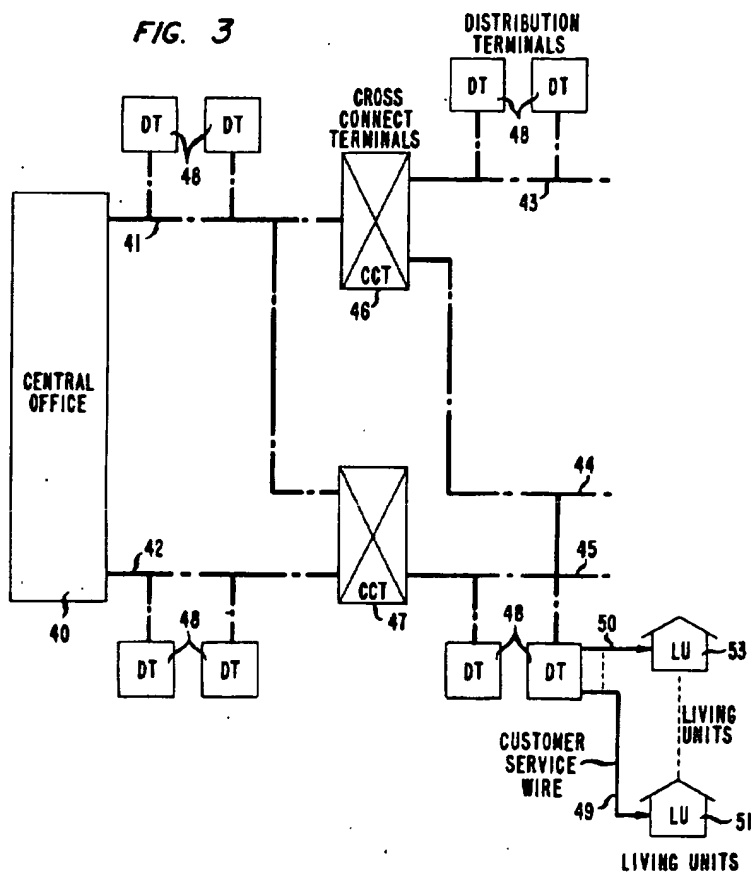 FIG. 3
DISTRIBUTION
TERMINALS
DT
DT
48
CROSS
CONNECT
TERMINALS
DT
DT
48
41
43
CCT
46
CENTRAL
OFFICE
44
42
45
40
CCT
47
48
DT
DT
48
DT
DT
50
LU
53
LIVING
UNITS
CUSTOMER
SERVICE
WIRE
49
LU
51
LIVING UNITS